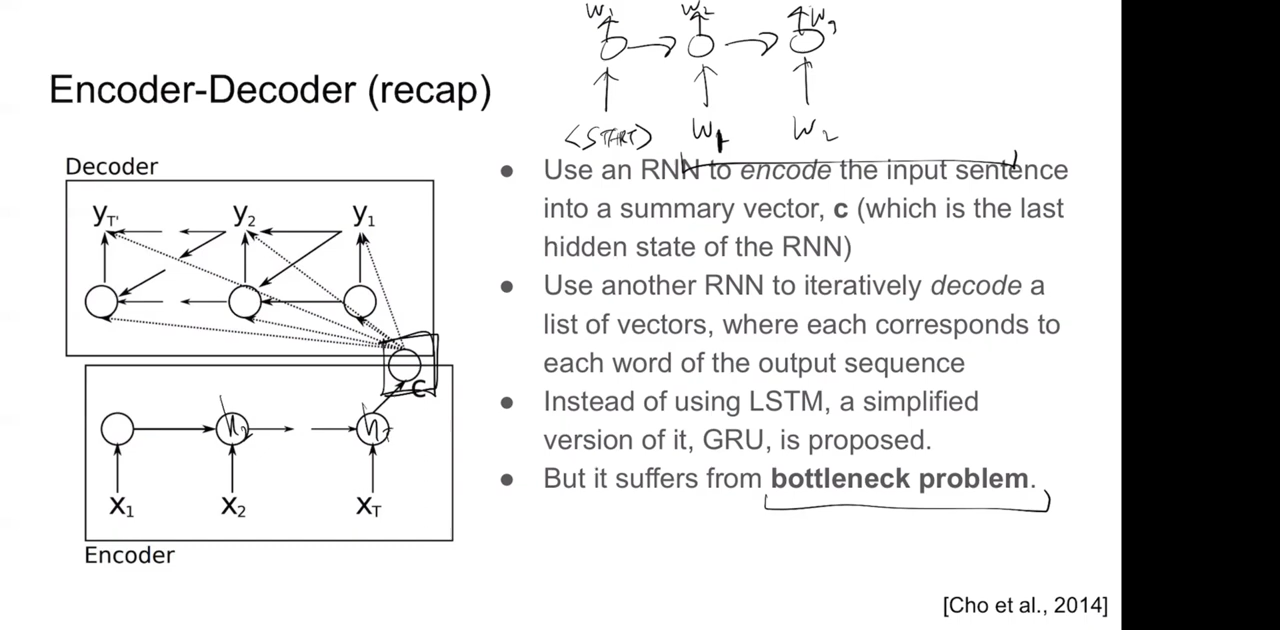 W₁ W₂ W₃
<START> W₁ W₂
Encoder-Decoder (recap)
Decoder
yT' y₂ y₁
c
h₂ hT
x₁ x₂ xT
Encoder
● Use an RNN to encode the input sentence
into a summary vector, c (which is the last
hidden state of the RNN)
● Use another RNN to iteratively decode a
list of vectors, where each corresponds to
each word of the output sequence
● Instead of using LSTM, a simplified
version of it, GRU, is proposed.
● But it suffers from bottleneck problem.
[Cho et al., 2014]